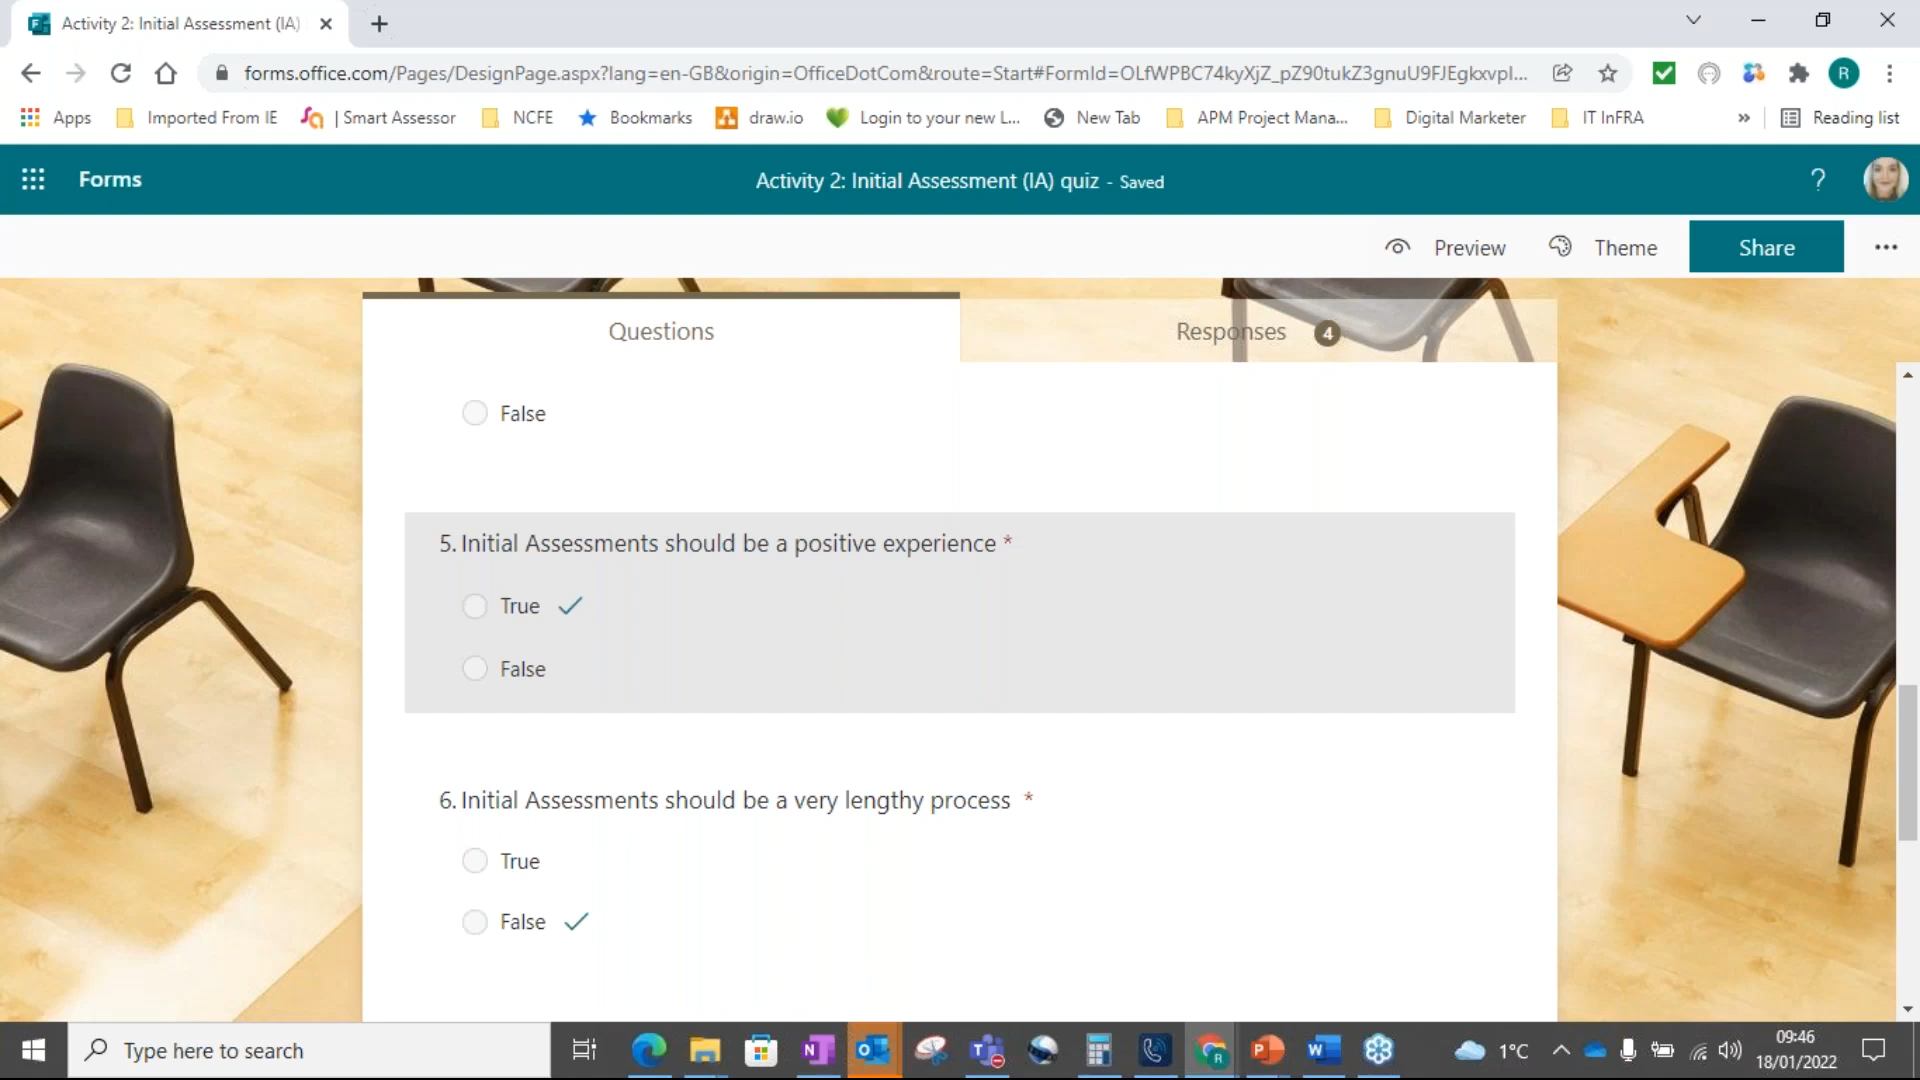 Activity 2: Initial Assessment (IA)
forms.office.com/Pages/DesignPage.aspx?lang=en-GB&origin=OfficeDotCom&route=Start#FormId=OLfWPBC74kyXjZ_pZ90tukZ3gnuU9FJEgkxvpl...
R
Apps Imported From IE | Smart Assessor NCFE Bookmarks draw.io Login to your new L... New Tab APM Project Mana... Digital Marketer IT InFRA » Reading list
Forms
Activity 2: Initial Assessment (IA) quiz - Saved
?
Preview Theme Share
Questions
Responses 4
False
5. Initial Assessments should be a positive experience *
True
False
6. Initial Assessments should be a very lengthy process *
True
False
Type here to search
1°C
09:46
18/01/2022